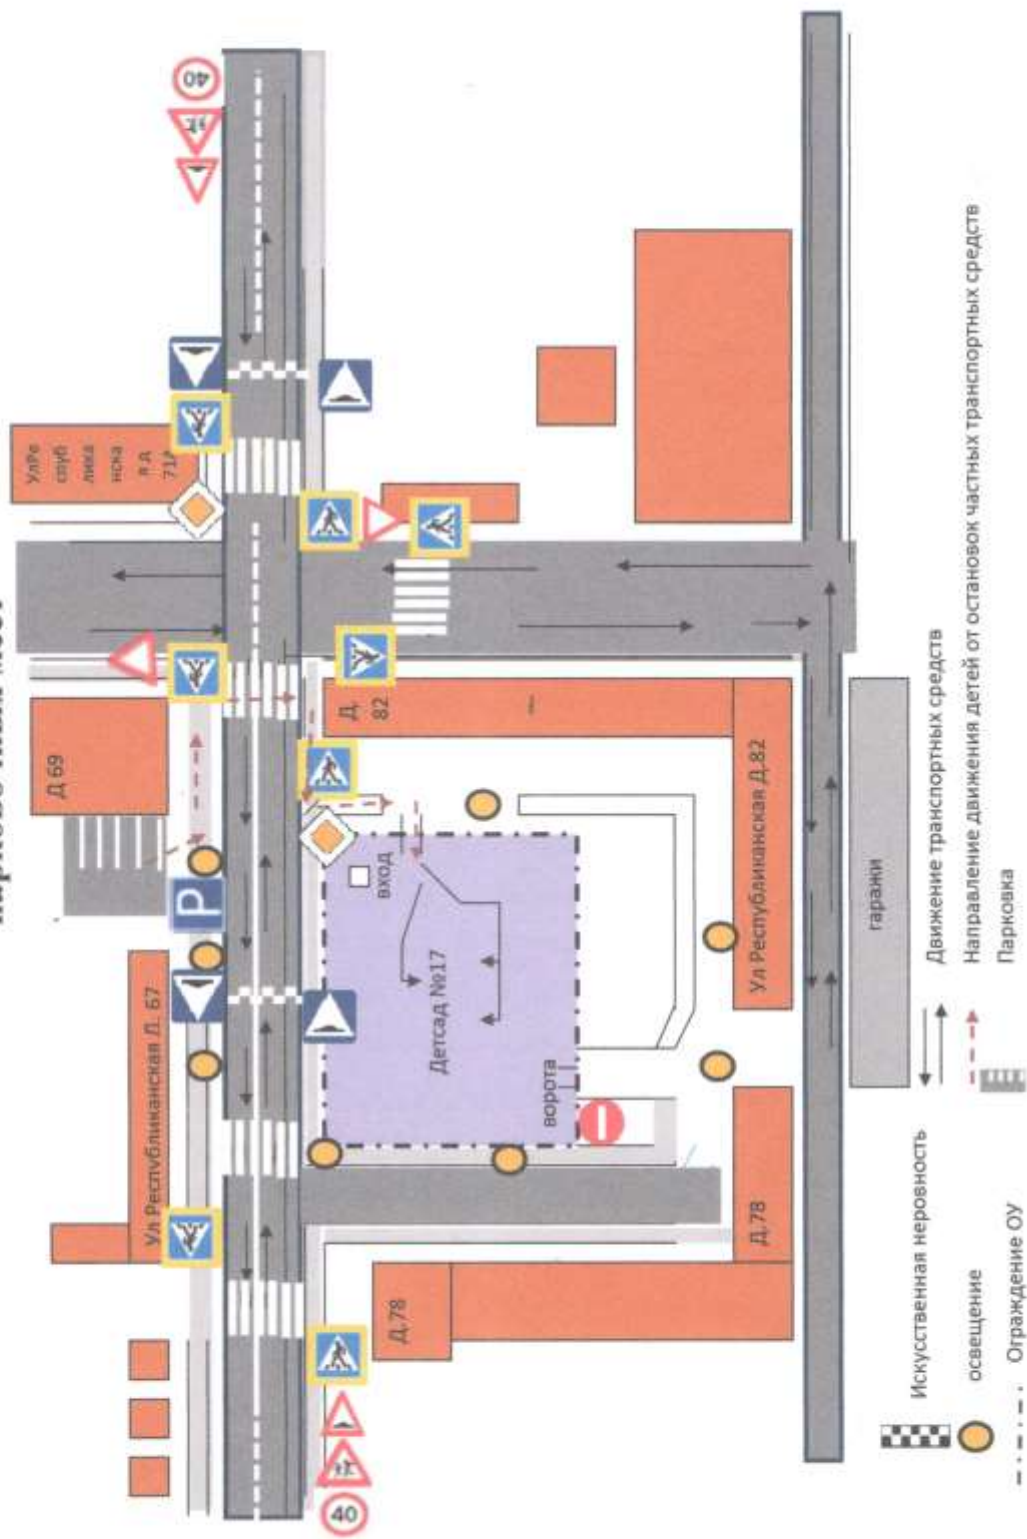 40
УлРе
спуб
лика
нска
я д
71А
Д 69
Р
Ул Республиканская Д. 67
Д.
82
вход
Детсад №17
ворота
Ул Республиканская Д.82
Д.78
Д.78
40
гаражи
Искусственная неровность
освещение
Ограждение ОУ
Движение транспортных средств
Направление движения детей от остановок частных транспортных средств
Парковка